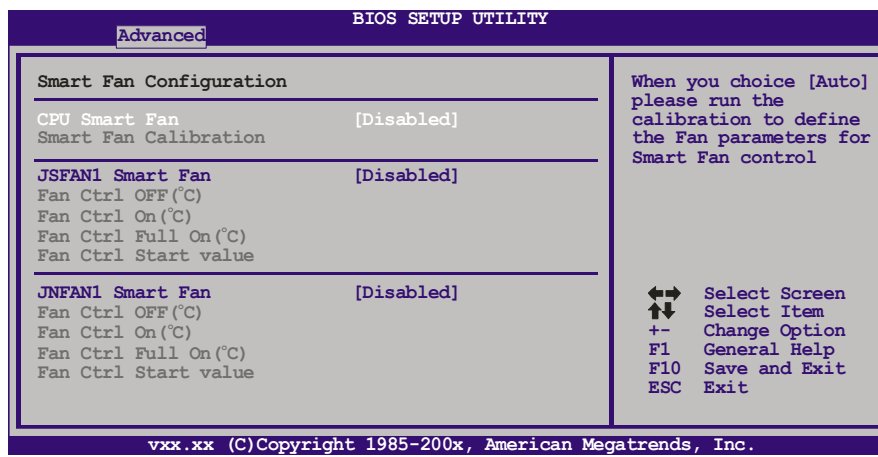 BIOS SETUP UTILITY
Advanced
Smart Fan Configuration
CPU Smart Fan [Disabled]
Smart Fan Calibration
JSFAN1 Smart Fan [Disabled]
Fan Ctrl OFF(°C)
Fan Ctrl On(°C)
Fan Ctrl Full On(°C)
Fan Ctrl Start value
JNFAN1 Smart Fan [Disabled]
Fan Ctrl OFF(°C)
Fan Ctrl On(°C)
Fan Ctrl Full On(°C)
Fan Ctrl Start value
When you choice [Auto]
please run the
calibration to define
the Fan parameters for
Smart Fan control
Select Screen
Select Item
+- Change Option
F1 General Help
F10 Save and Exit
ESC Exit
vxx.xx (C)Copyright 1985-200x, American Megatrends, Inc.